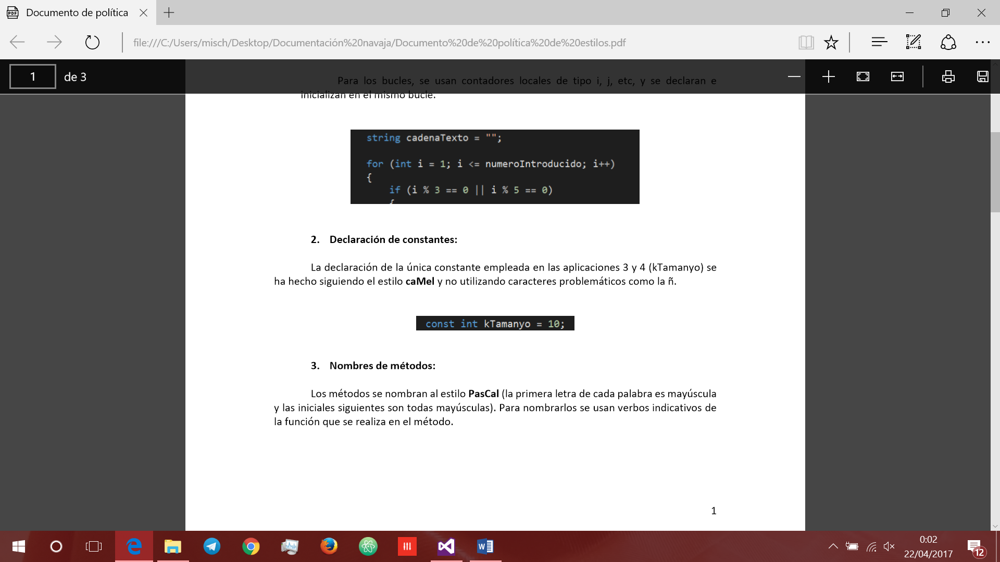 Documento de política
file:///C:/Users/misch/Desktop/Documentación%20navaja/Documento%20de%20política%20de%20estilos.pdf
1 de 3
Para los bucles, se usan contadores locales de tipo i, j, etc, y se declaran e
inicializan en el mismo bucle.
string cadenaTexto = "";
for (int i = 1; i <= numeroIntroducido; i++)
{
if (i % 3 == 0 || i % 5 == 0)
{
2. Declaración de constantes:
La declaración de la única constante empleada en las aplicaciones 3 y 4 (kTamanyo) se
ha hecho siguiendo el estilo caMel y no utilizando caracteres problemáticos como la ñ.
const int kTamanyo = 10;
3. Nombres de métodos:
Los métodos se nombran al estilo PasCal (la primera letra de cada palabra es mayúscula
y las iniciales siguientes son todas mayúsculas). Para nombrarlos se usan verbos indicativos de
la función que se realiza en el método.
1
0:02
22/04/2017
12